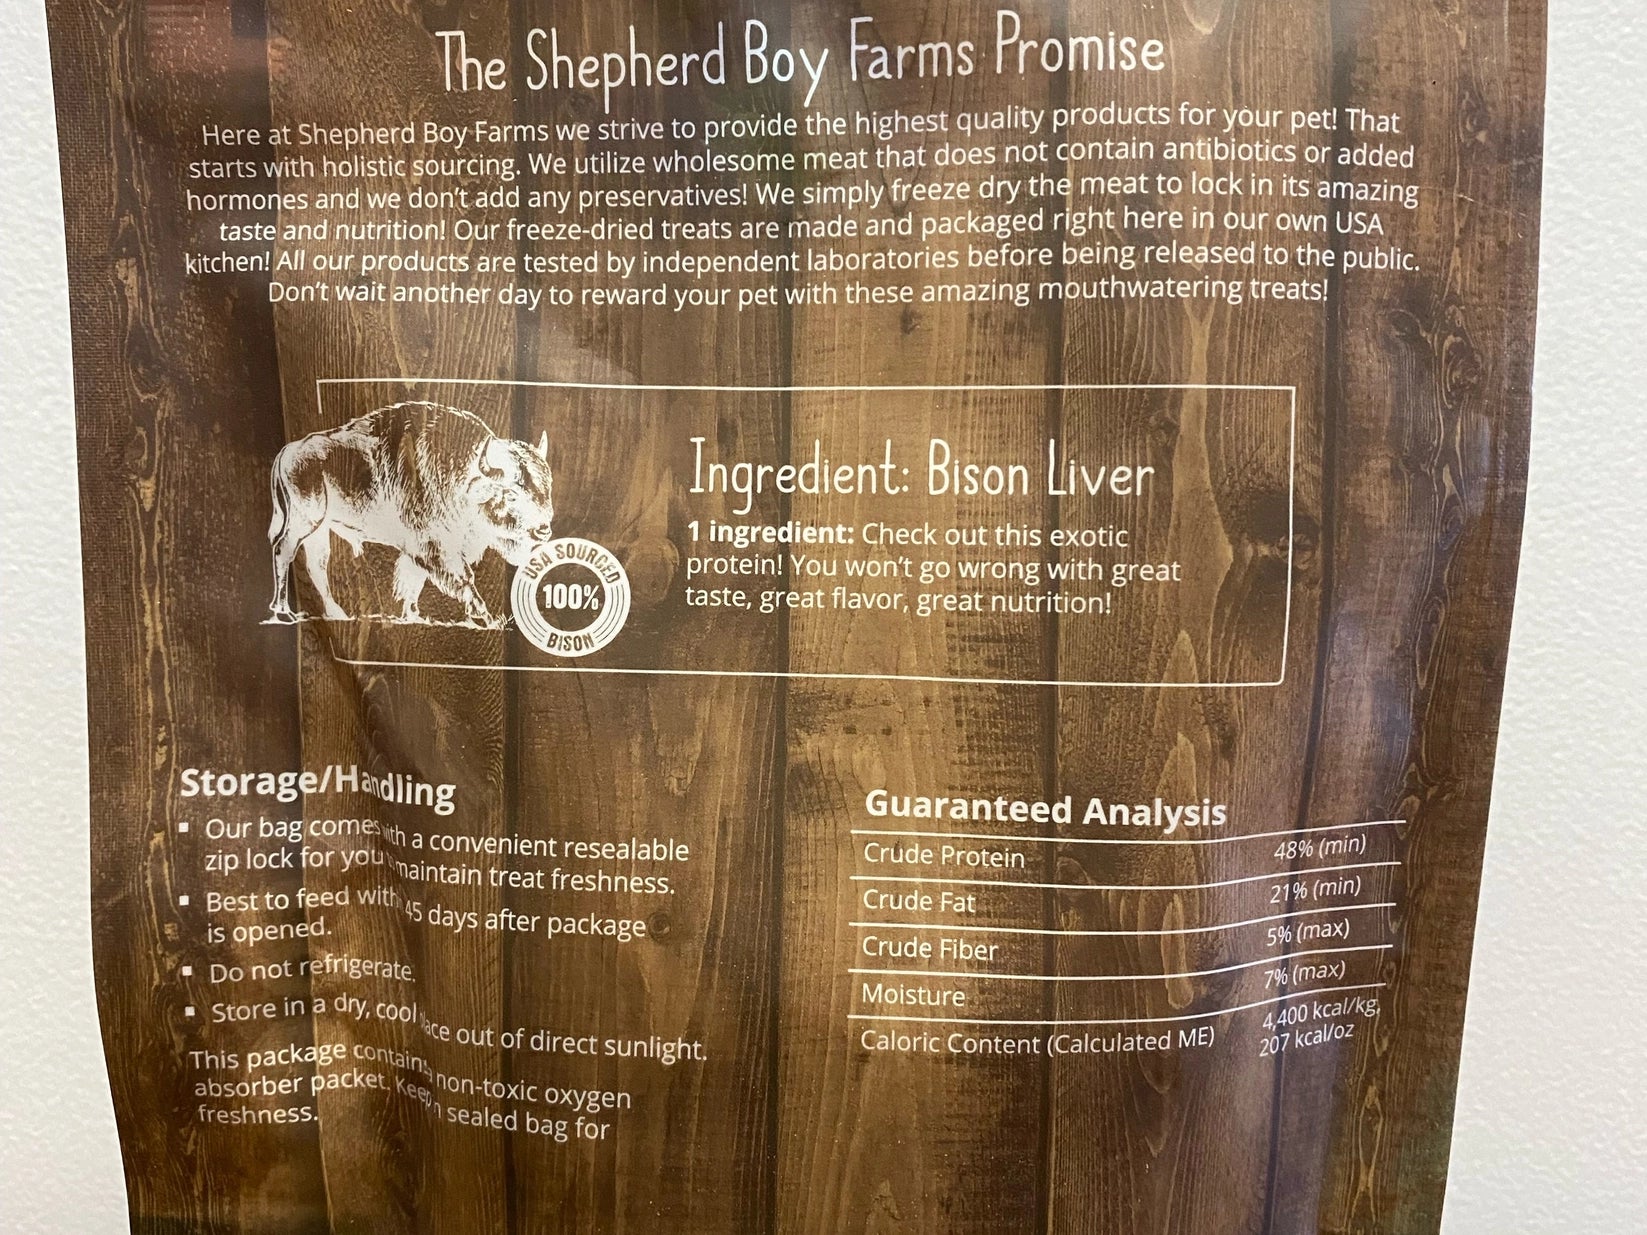 The Shepherd Boy Farms Promise
Here at Shepherd Boy Farms we strive to provide the highest quality products for your pet! That
starts with holistic sourcing. We utilize wholesome meat that does not contain antibiotics or added
hormones and we don't add any preservatives! We simply freeze dry the meat to lock in its amazing
taste and nutrition! Our freeze-dried treats are made and packaged right here in our own USA
kitchen! All our products are tested by independent laboratories before being released to the public.
Don't wait another day to reward your pet with these amazing mouthwatering treats!
USA SOURCED
100%
BISON
Ingredient: Bison Liver
1 ingredient: Check out this exotic
protein! You won't go wrong with great
taste, great flavor, great nutrition!
Storage/Handling
▪ Our bag comes with a convenient resealable
zip lock for you maintain treat freshness.
▪ Best to feed within 45 days after package
is opened.
▪ Do not refrigerate.
▪ Store in a dry, cool place out of direct sunlight.
This package contains non-toxic oxygen
absorber packet. Keep in sealed bag for
freshness.
Guaranteed Analysis
Crude Protein 48% (min)
Crude Fat 21% (min)
Crude Fiber 5% (max)
Moisture 7% (max)
Caloric Content (Calculated ME) 4,400 kcal/kg,
207 kcal/oz